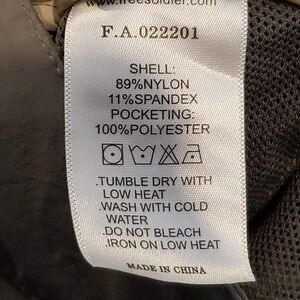 www.freesoldier.com
F.A.022201
SHELL:
89%NYLON
11%SPANDEX
POCKETING:
100%POLYESTER
.TUMBLE DRY WITH
LOW HEAT
.WASH WITH COLD
WATER
.DO NOT BLEACH
.IRON ON LOW HEAT
MADE IN CHINA